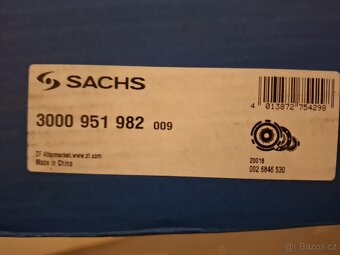 SACHS
3000 951 982 009
4 013872 754298
ZF Aftermarket, www.zf.com
Made in China
20016
002 6846 530
Bazoš.cz